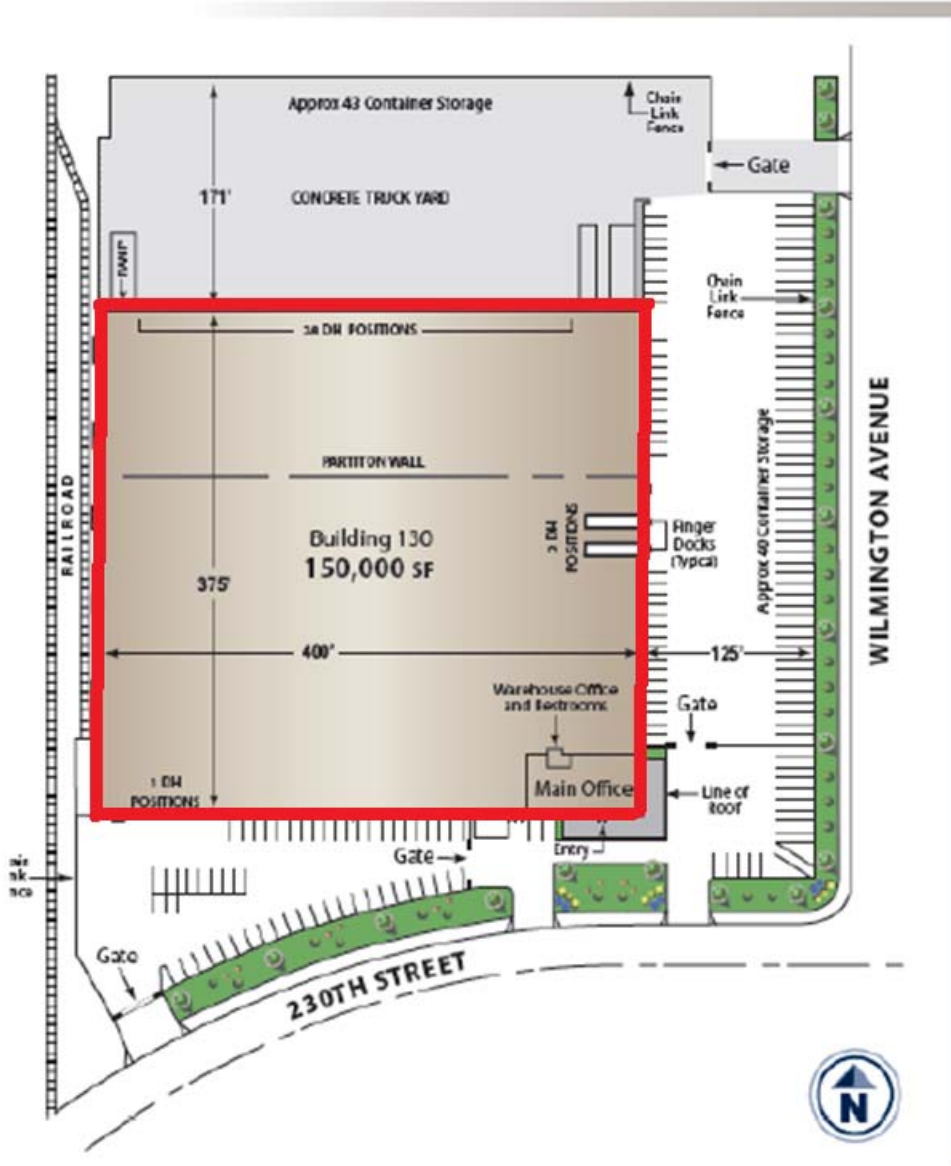 Approx 43 Container Storage
Chain
Link
Fence
Gate
171'
CONCRETE TRUCK YARD
RAMP
Chain
Link
Fence
DH POSITIONS
PARTITON WALL
RAILROAD
Building 130
150,000 SF
DH
POSITIONS
Finger
Docks
(Typical)
Approx 40 Container Storage
WILMINGTON AVENUE
375'
400'
125'
Warehouse Office
and Restrooms
Gate
1 DH
POSITIONS
Main Office
Line of
Roof
Entry
Gate
Gate
230TH STREET
N